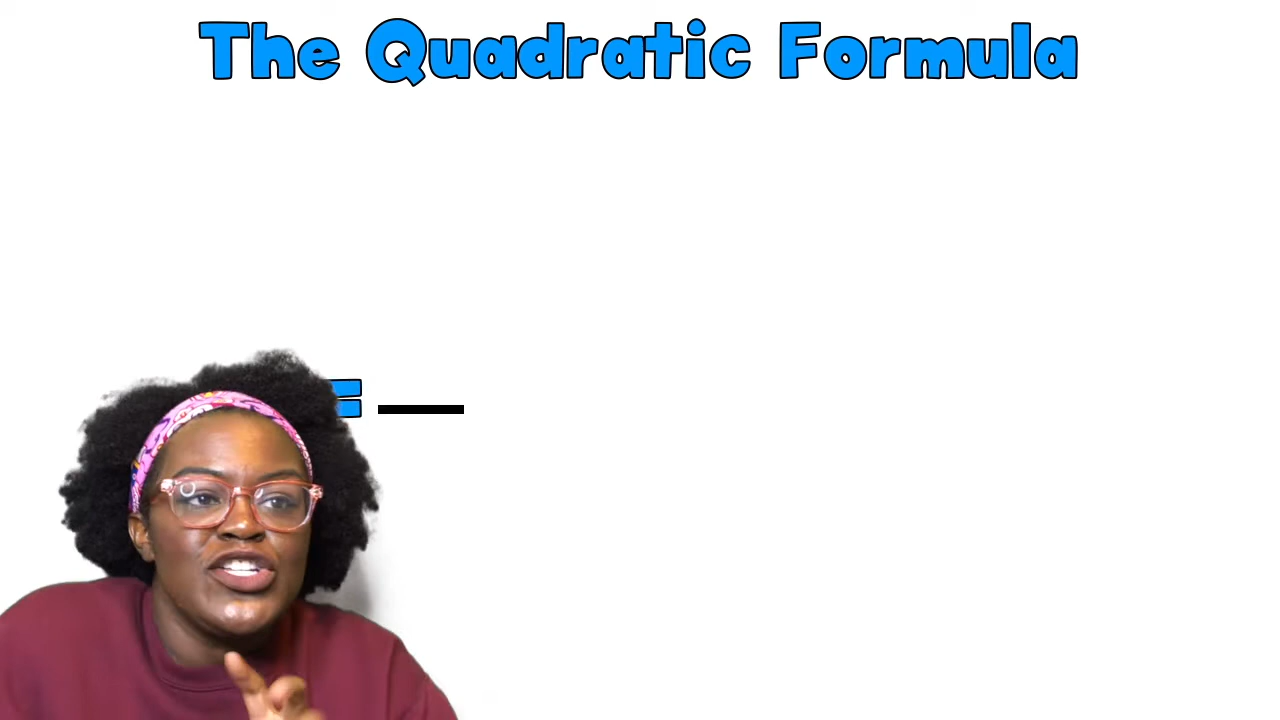 The Quadratic Formula
=